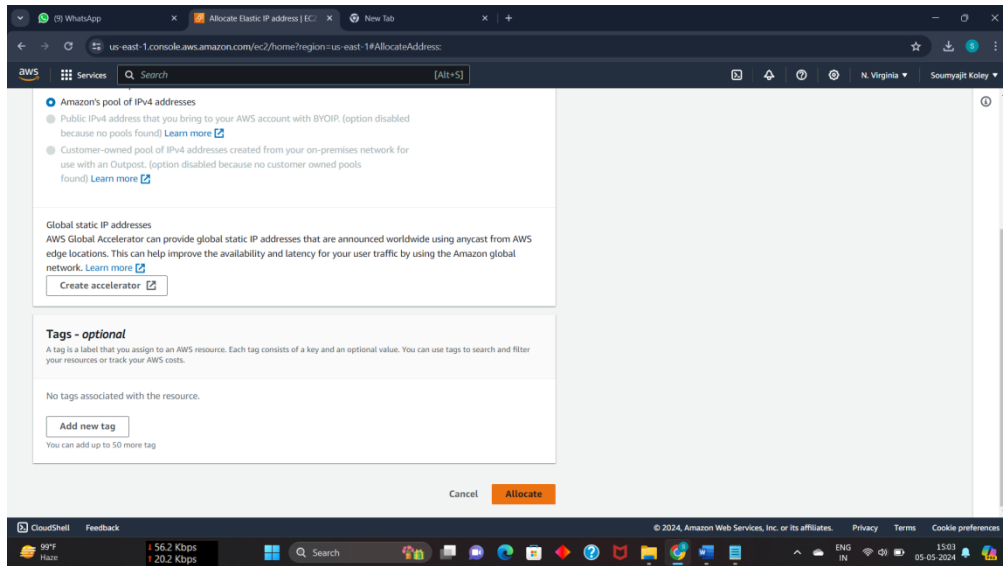 (9) WhatsApp
Allocate Elastic IP address | EC2
New Tab
us-east-1.console.aws.amazon.com/ec2/home?region=us-east-1#AllocateAddress:
aws
Services
Search
[Alt+S]
N. Virginia
Soumyajit Koley
Amazon's pool of IPv4 addresses
Public IPv4 address that you bring to your AWS account with BYOIP. (option disabled
because no pools found) Learn more
Customer-owned pool of IPv4 addresses created from your on-premises network for
use with an Outpost. (option disabled because no customer owned pools
found) Learn more
Global static IP addresses
AWS Global Accelerator can provide global static IP addresses that are announced worldwide using anycast from AWS
edge locations. This can help improve the availability and latency for your user traffic by using the Amazon global
network. Learn more
Create accelerator
Tags - optional
A tag is a label that you assign to an AWS resource. Each tag consists of a key and an optional value. You can use tags to search and filter
your resources or track your AWS costs.
No tags associated with the resource.
Add new tag
You can add up to 50 more tag
Cancel
Allocate
CloudShell
Feedback
© 2024, Amazon Web Services, Inc. or its affiliates.
Privacy
Terms
Cookie preferences
99°F
Haze
56.2 Kbps
20.2 Kbps
Search
ENG
IN
15:03
05-05-2024